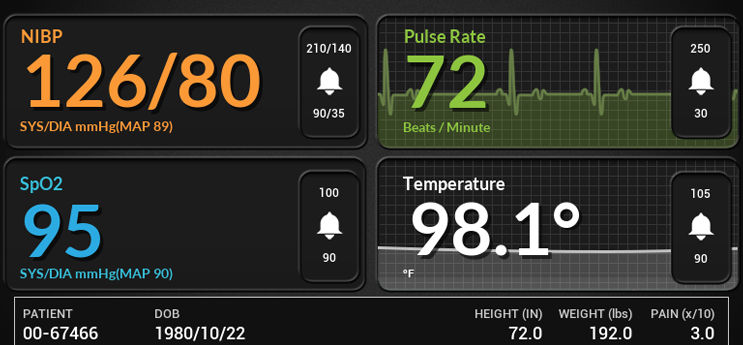 NIBP
126/80
SYS/DIA mmHg(MAP 89)
210/140
90/35
Pulse Rate
72
Beats / Minute
250
30
SpO2
95
SYS/DIA mmHg(MAP 90)
100
90
Temperature
98.1°
°F
105
90
PATIENT DOB HEIGHT (IN) WEIGHT (lbs) PAIN (x/10)
00-67466 1980/10/22 72.0 192.0 3.0